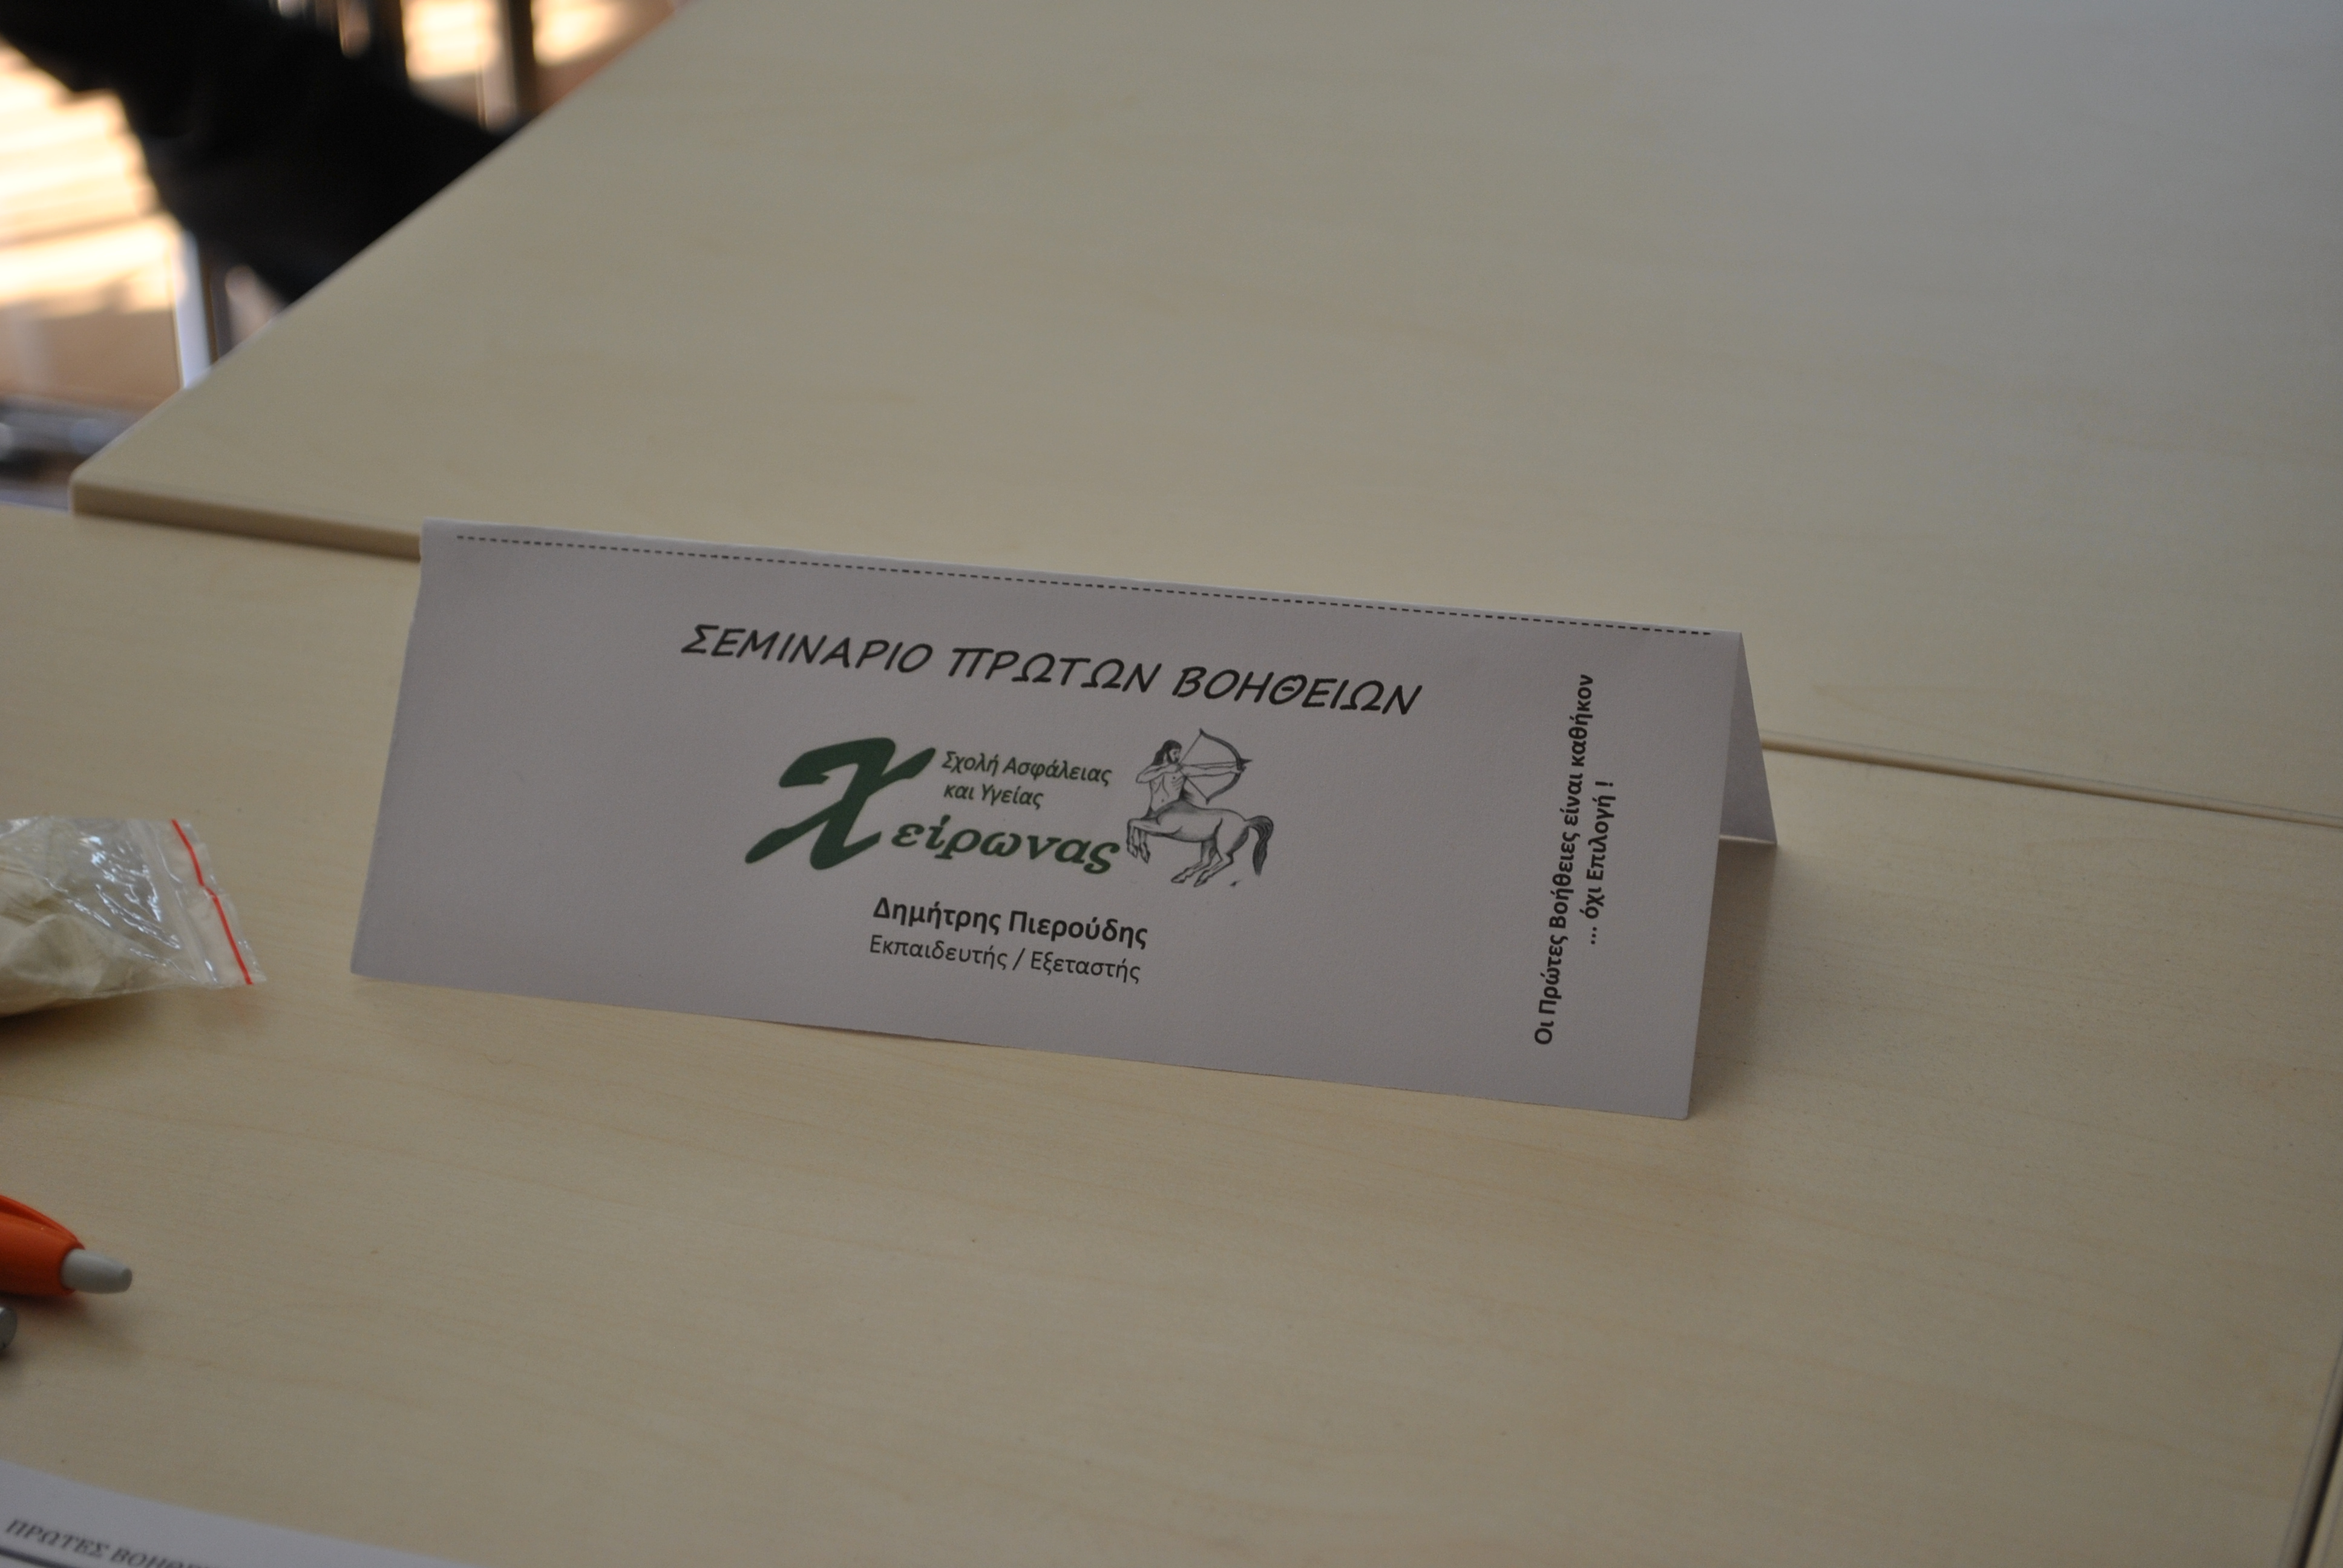 ΣΕΜΙΝΑΡΙΟ ΠΡΩΤΩΝ ΒΟΗΘΕΙΩΝ
Σχολή Ασφάλειας
και Υγείας
Χείρωνας
Δημήτρης Πιερούδης
Εκπαιδευτής / Εξεταστής
Οι Πρώτες Βοήθειες είναι καθήκον
... όχι Επιλογή !
ΠΡΩΤΕΣ